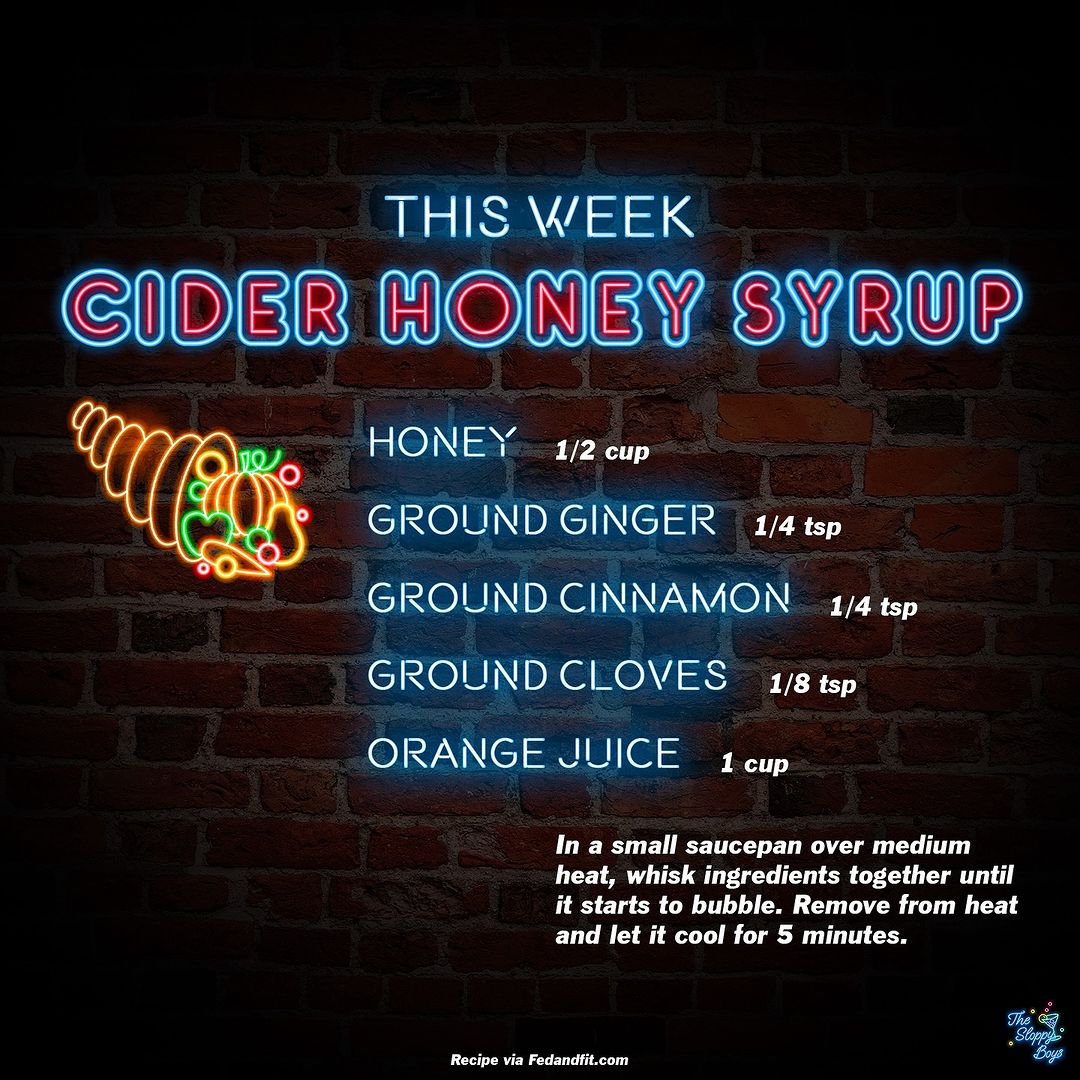 THIS WEEK
CIDER HONEY SYRUP
HONEY 1/2 cup
GROUND GINGER 1/4 tsp
GROUND CINNAMON 1/4 tsp
GROUND CLOVES 1/8 tsp
ORANGE JUICE 1 cup
In a small saucepan over medium
heat, whisk ingredients together until
it starts to bubble. Remove from heat
and let it cool for 5 minutes.
The
Sloppy
Boys
Recipe via Fedandfit.com